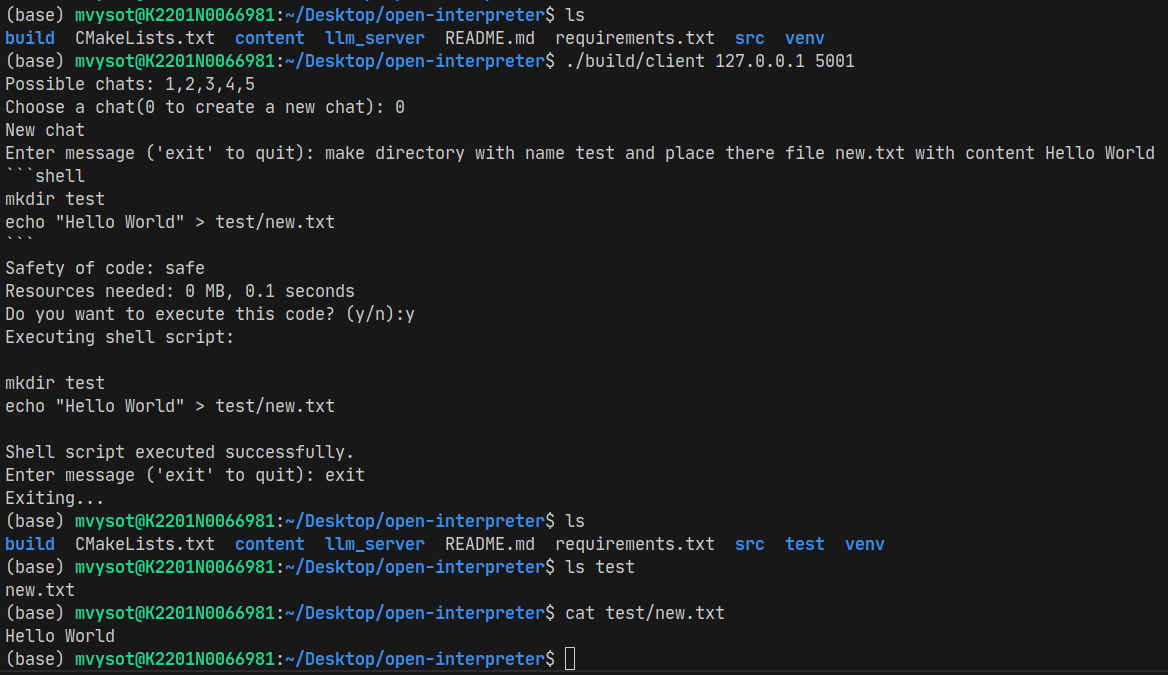 (base) mvysot@K2201N0066981:~/Desktop/open-interpreter$ ls
build  CMakeLists.txt  content  llm_server  README.md  requirements.txt  src  venv
(base) mvysot@K2201N0066981:~/Desktop/open-interpreter$ ./build/client 127.0.0.1 5001
Possible chats: 1,2,3,4,5
Choose a chat(0 to create a new chat): 0
New chat
Enter message ('exit' to quit): make directory with name test and place there file new.txt with content Hello World
```shell
mkdir test
echo "Hello World" > test/new.txt
```
Safety of code: safe
Resources needed: 0 MB, 0.1 seconds
Do you want to execute this code? (y/n):y
Executing shell script:

mkdir test
echo "Hello World" > test/new.txt

Shell script executed successfully.
Enter message ('exit' to quit): exit
Exiting...
(base) mvysot@K2201N0066981:~/Desktop/open-interpreter$ ls
build  CMakeLists.txt  content  llm_server  README.md  requirements.txt  src  test  venv
(base) mvysot@K2201N0066981:~/Desktop/open-interpreter$ ls test
new.txt
(base) mvysot@K2201N0066981:~/Desktop/open-interpreter$ cat test/new.txt
Hello World
(base) mvysot@K2201N0066981:~/Desktop/open-interpreter$